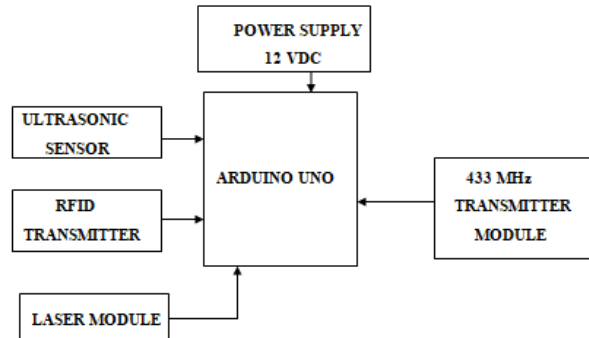 POWER SUPPLY
12 VDC
ULTRASONIC
SENSOR
ARDUINO UNO
RFID
TRANSMITTER
433 MHz
TRANSMITTER
MODULE
LASER MODULE